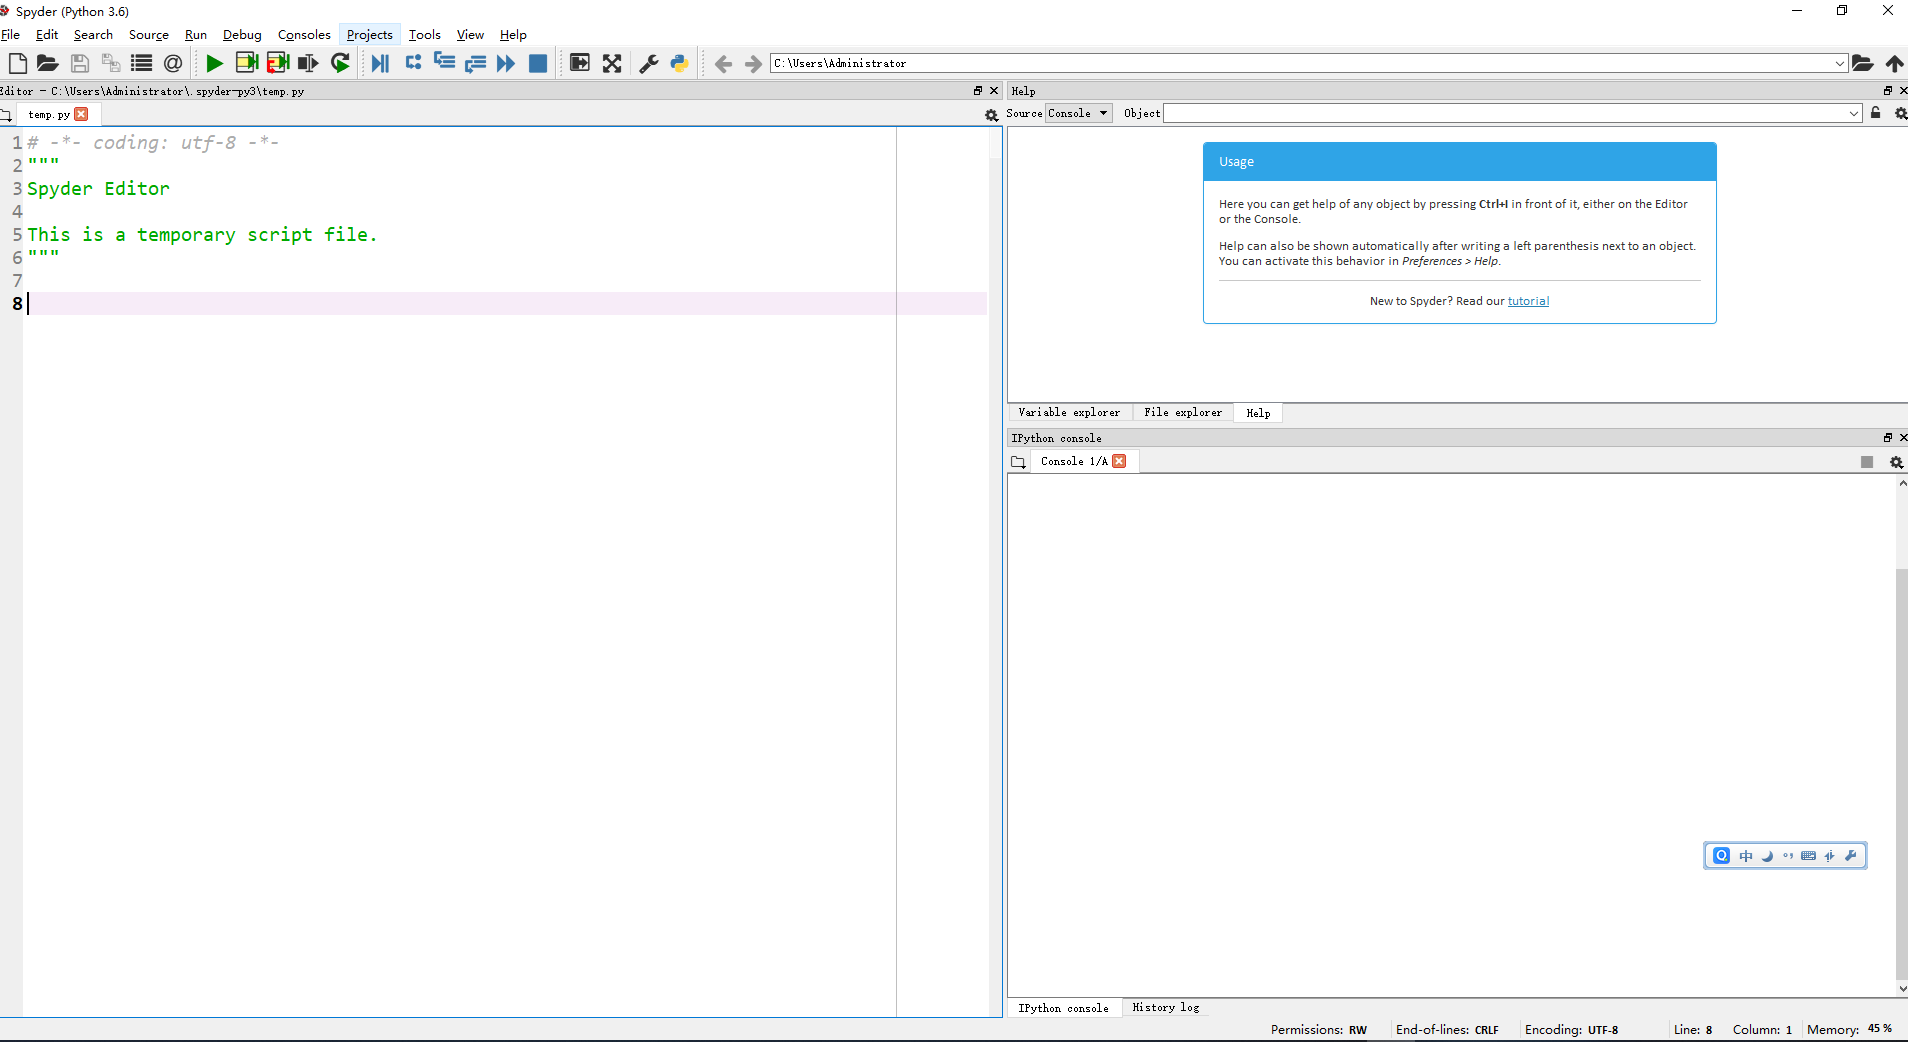 Spyder (Python 3.6)
File Edit Search Source Run Debug Consoles Projects Tools View Help
@
C:\Users\Administrator
Editor - C:\Users\Administrator\.spyder-py3\temp.py
temp.py
1 # -*- coding: utf-8 -*-
2 """
3 Spyder Editor
4
5 This is a temporary script file.
6 """
7
8
Help
Source Console Object
Usage
Here you can get help of any object by pressing Ctrl+I in front of it, either on the Editor
or the Console.
Help can also be shown automatically after writing a left parenthesis next to an object.
You can activate this behavior in Preferences > Help.
New to Spyder? Read our tutorial
Variable explorer File explorer Help
IPython console
Console 1/A
中
IPython console History log
Permissions: RW End-of-lines: CRLF Encoding: UTF-8 Line: 8 Column: 1 Memory: 45 %